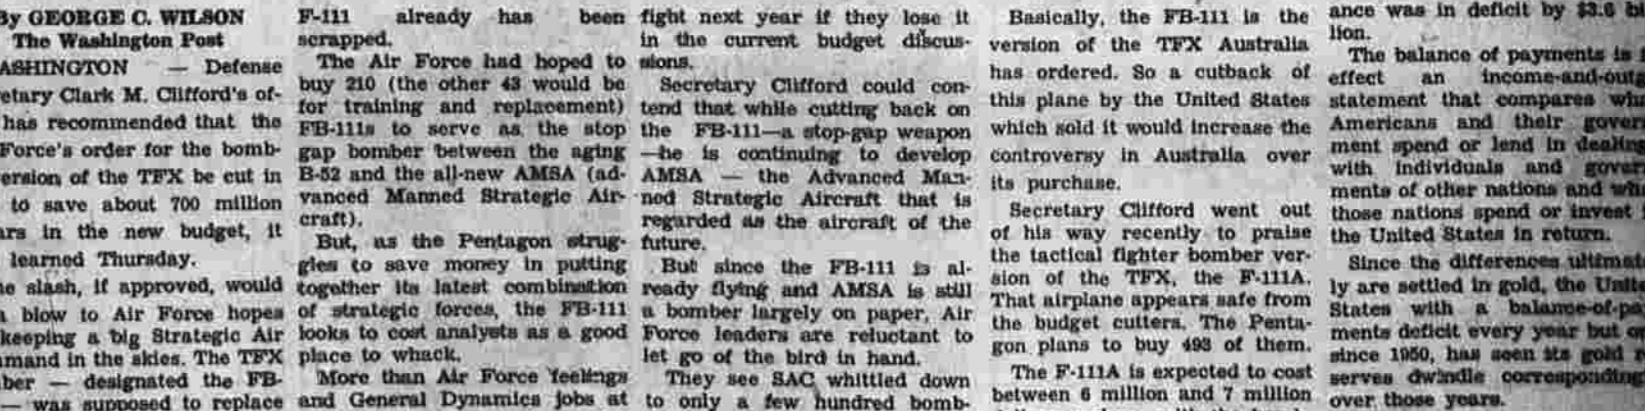 By GEORGE C. WILSON
The Washington Post
ASHINGTON — Defense
etary Clark M. Clifford's of-
has recommended that the
Force's order for the bomb-
ersion of the TFX be cut in
to save about 700 million
ars in the new budget, it
learned Thursday.
he slash, if approved, would
a blow to Air Force hopes
keeping a big Strategic Air
mmand in the skies. The TFX
ber — designated the FB-
— was supposed to replace
F-111 already has been
scrapped.
The Air Force had hoped to
buy 210 (the other 43 would be
for training and replacement)
FB-111s to serve as the stop
gap bomber between the aging
B-52 and the all-new AMSA (ad-
vanced Manned Strategic Air-
craft).
But, as the Pentagon strug-
gles to save money in putting
together its latest combination
of strategic forces, the FB-111
looks to cost analysts as a good
place to whack.
More than Air Force feelings
and General Dynamics jobs at
fight next year if they lose it
in the current budget discus-
sions.
Secretary Clifford could con-
tend that while cutting back on
the FB-111—a stop-gap weapon
—he is continuing to develop
AMSA — the Advanced Man-
ned Strategic Aircraft that is
regarded as the aircraft of the
future.
But since the FB-111 is al-
ready flying and AMSA is still
a bomber largely on paper, Air
Force leaders are reluctant to
let go of the bird in hand.
They see SAC whittled down
to only a few hundred bomb-
Basically, the FB-111 is the
version of the TFX Australia
has ordered. So a cutback of
this plane by the United States
which sold it would increase the
controversy in Australia over
its purchase.
Secretary Clifford went out
of his way recently to praise
the tactical fighter bomber ver-
sion of the TFX, the F-111A.
That airplane appears safe from
the budget cutters. The Penta-
gon plans to buy 493 of them.
The F-111A is expected to cost
between 6 million and 7 million
ance was in deficit by $3.6 bil
lion.
The balance of payments is
effect an income-and-outg
statement that compares wh
Americans and their govern
ment spend or lend in dealing
with individuals and govern
ments of other nations and wh
those nations spend or invest
the United States in return.
Since the differences ultimat
ly are settled in gold, the Unite
States with a balance-of-pa
ments deficit every year but o
since 1950, has seen its gold
serves dwindle corresponding
over those years.